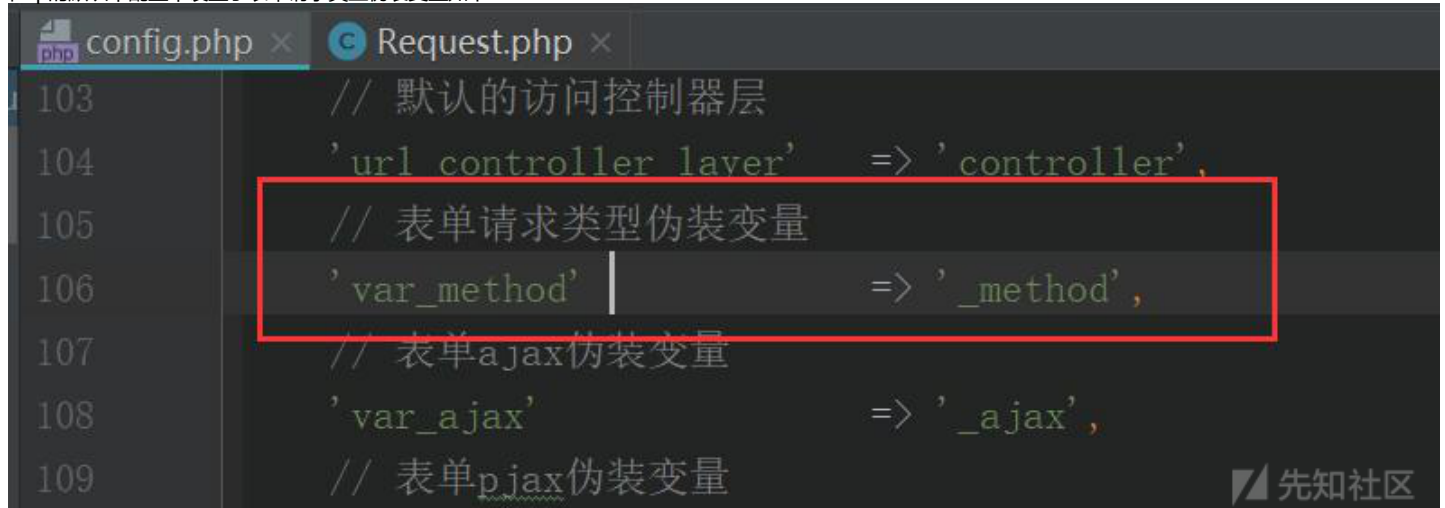 php config.php × C Request.php ×
103 // 默认的访问控制器层
104 'url_controller_layer' => 'controller',
105 // 表单请求类型伪装变量
106 'var_method' => '_method',
107 // 表单ajax伪装变量
108 'var_ajax' => '_ajax',
109 // 表单pjax伪装变量
先知社区